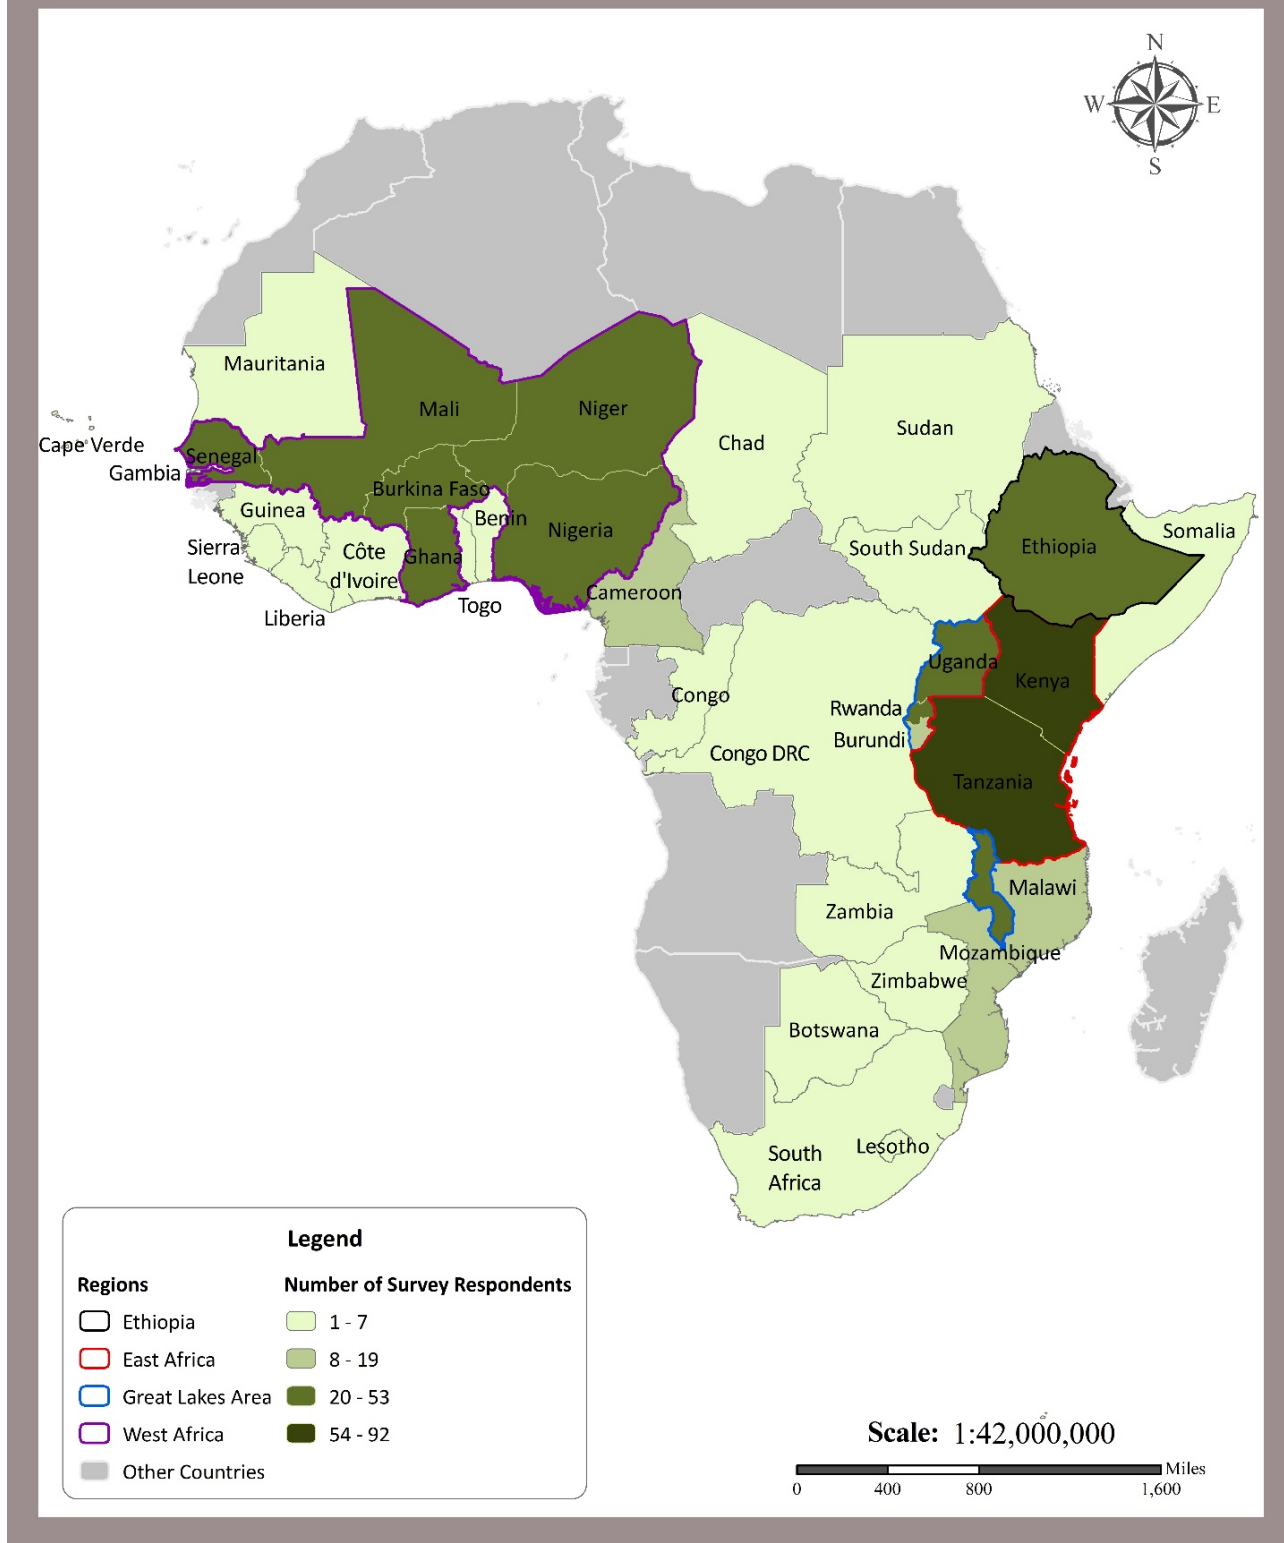 N
W
E
S
Mauritania
Mali
Niger
Chad
Sudan
Cape Verde
Senegal
Gambia
Burkina Faso
Guinea
Benin
Nigeria
Somalia
Sierra
Leone
Côte
d'Ivoire
Ghana
South Sudan
Ethiopia
Cameroon
Togo
Liberia
Uganda
Kenya
Congo
Rwanda
Burundi
Congo DRC
Tanzania
Malawi
Zambia
Mozambique
Zimbabwe
Botswana
South
Africa
Lesotho
Legend
Regions
Ethiopia
East Africa
Great Lakes Area
West Africa
Other Countries
Number of Survey Respondents
1 - 7
8 - 19
20 - 53
54 - 92
Scale: 1:42,000,000
Miles
0 400 800 1,600